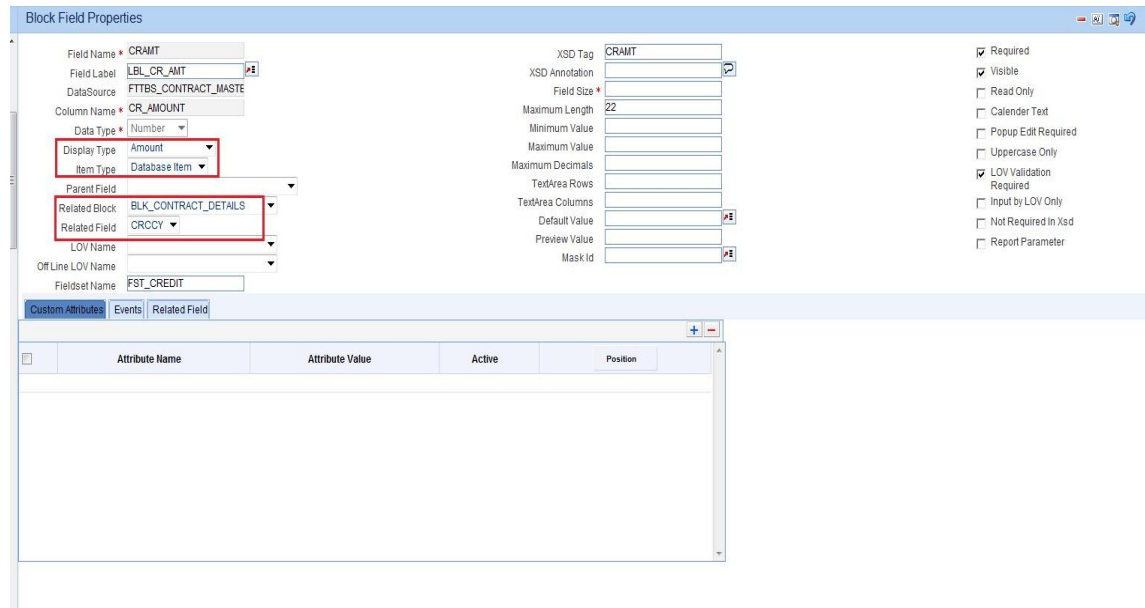 Block Field Properties
Field Name * CRAMT
Field Label LBL_CR_AMT
DataSource FTTBS_CONTRACT_MASTE
Column Name * CR_AMOUNT
Data Type * Number
Display Type Amount
Item Type Database Item
Parent Field
Related Block BLK_CONTRACT_DETAILS
Related Field CRCCY
LOV Name
Off Line LOV Name
Fieldset Name FST_CREDIT
XSD Tag CRAMT
XSD Annotation
Field Size *
Maximum Length 22
Minimum Value
Maximum Value
Maximum Decimals
TextArea Rows
TextArea Columns
Default Value
Preview Value
Mask Id
Required
Visible
Read Only
Calender Text
Popup Edit Required
Uppercase Only
LOV Validation
Required
Input by LOV Only
Not Required In Xsd
Report Parameter
Custom Attributes Events Related Field
Attribute Name Attribute Value Active Position